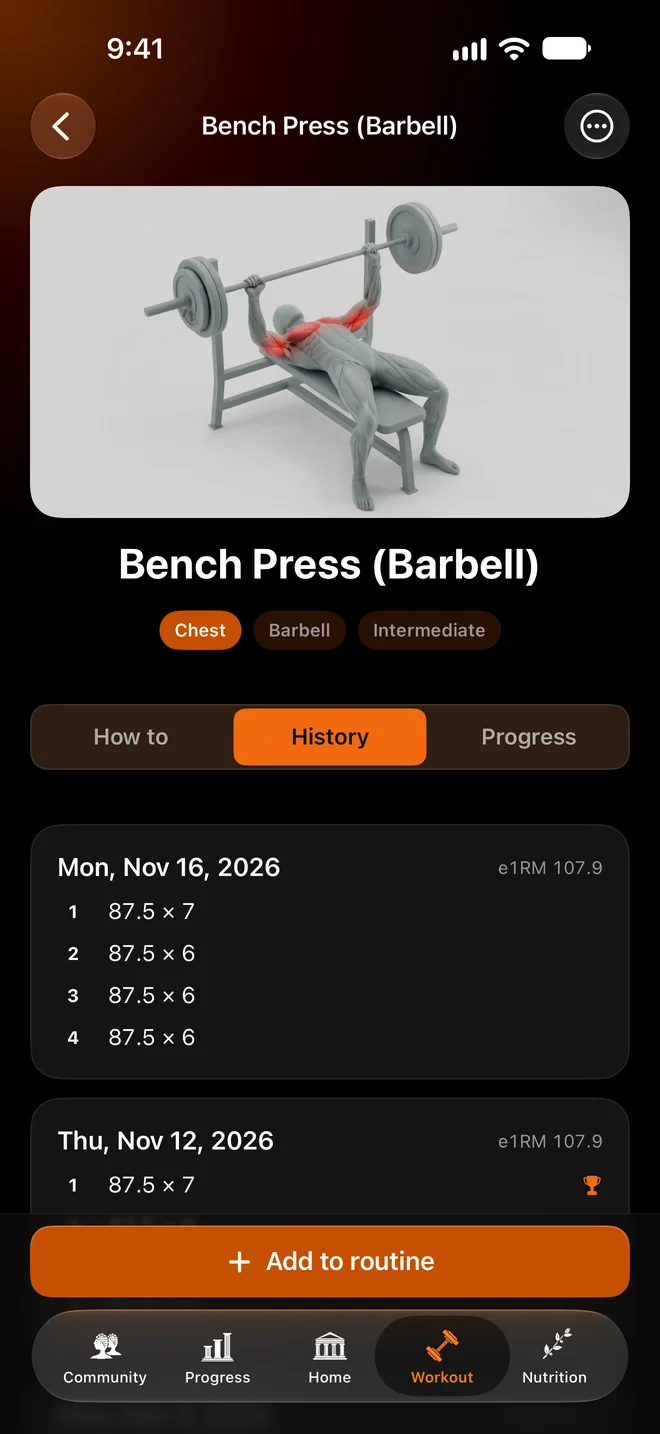 9:41
Bench Press (Barbell)
Bench Press (Barbell)
Chest Barbell Intermediate
How to History Progress
Mon, Nov 16, 2026 e1RM 107.9
1 87.5 × 7
2 87.5 × 6
3 87.5 × 6
4 87.5 × 6
Thu, Nov 12, 2026 e1RM 107.9
1 87.5 × 7
+ Add to routine
Community Progress Home Workout Nutrition